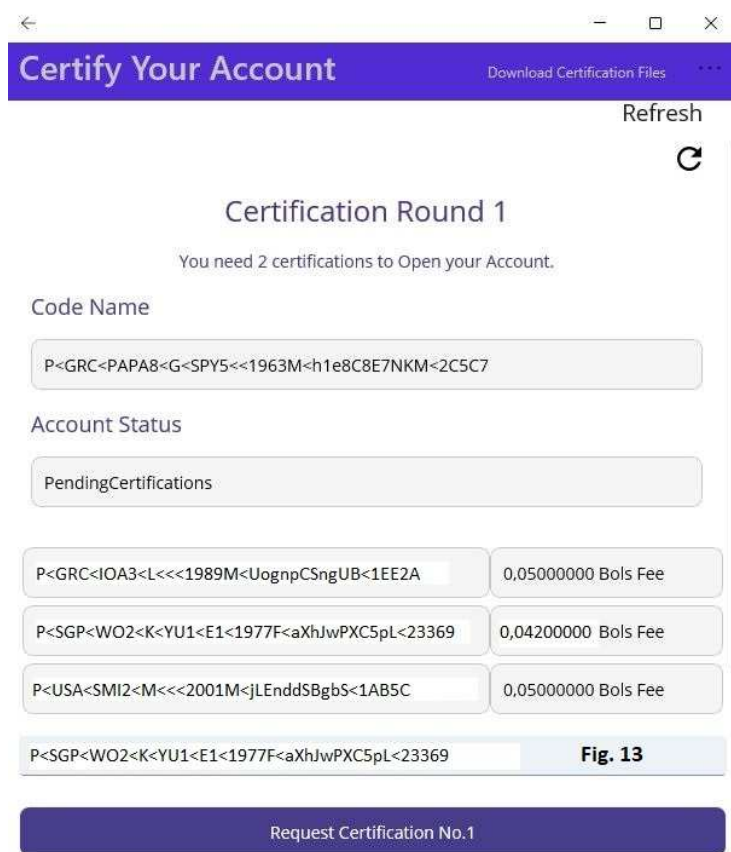 Certify Your Account
Download Certification Files ...
Refresh
Certification Round 1
You need 2 certifications to Open your Account.
Code Name
P<GRC<PAPA8<G<SPY5<<1963M<h1e8C8E7NKM<2C5C7
Account Status
PendingCertifications
P<GRC<IOA3<L<<<1989M<UognpCSngUB<1EE2A 0,05000000 Bols Fee
P<SGP<WO2<K<YU1<E1<1977F<aXhJwPXC5pL<23369 0,04200000 Bols Fee
P<USA<SMI2<M<<<2001M<jLEnddSBgbS<1AB5C 0,05000000 Bols Fee
P<SGP<WO2<K<YU1<E1<1977F<aXhJwPXC5pL<23369 Fig. 13
Request Certification No.1